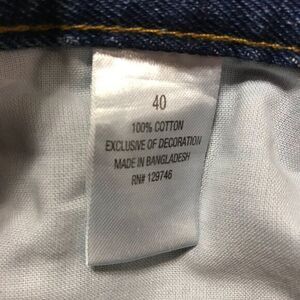 40
100% COTTON
EXCLUSIVE OF DECORATION
MADE IN BANGLADESH
RN# 129746